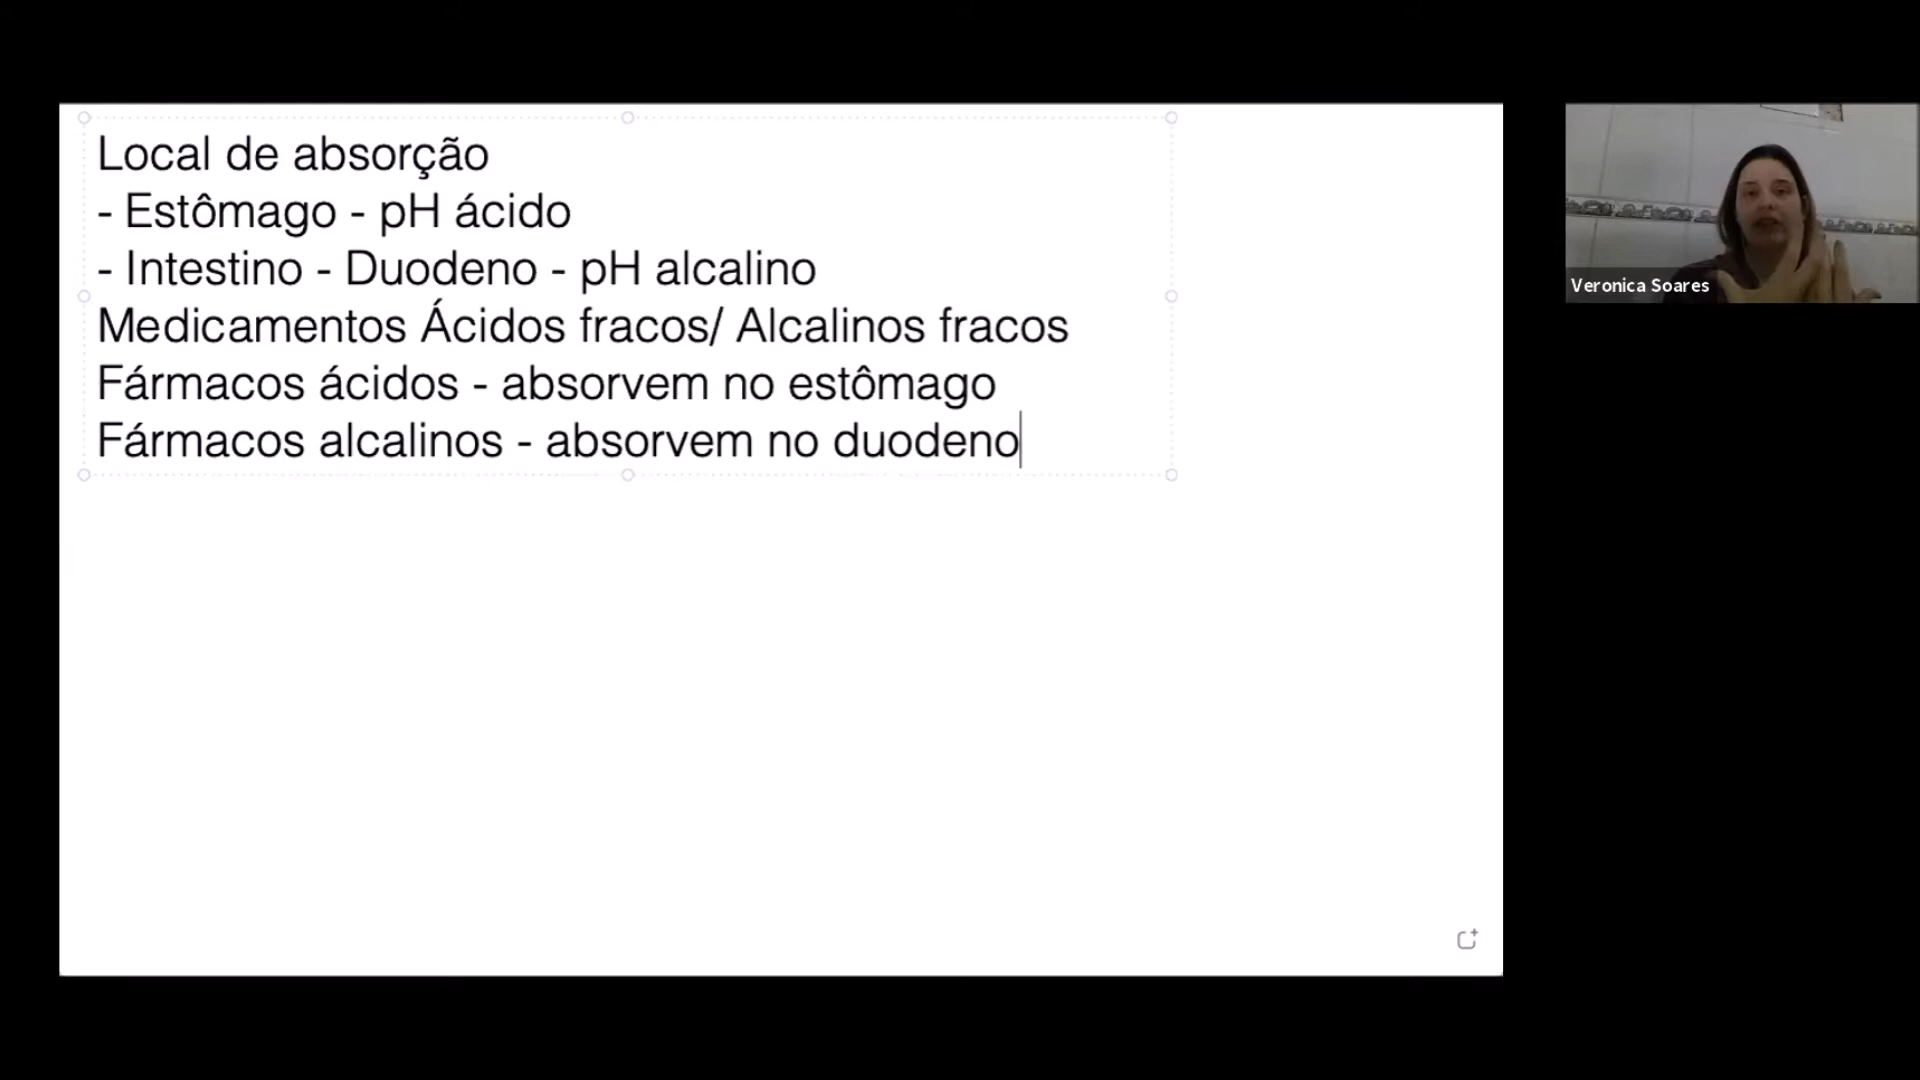 Local de absorção
- Estômago - pH ácido
- Intestino - Duodeno - pH alcalino
Medicamentos Ácidos fracos/ Alcalinos fracos
Fármacos ácidos - absorvem no estômago
Fármacos alcalinos - absorvem no duodeno
Veronica Soares